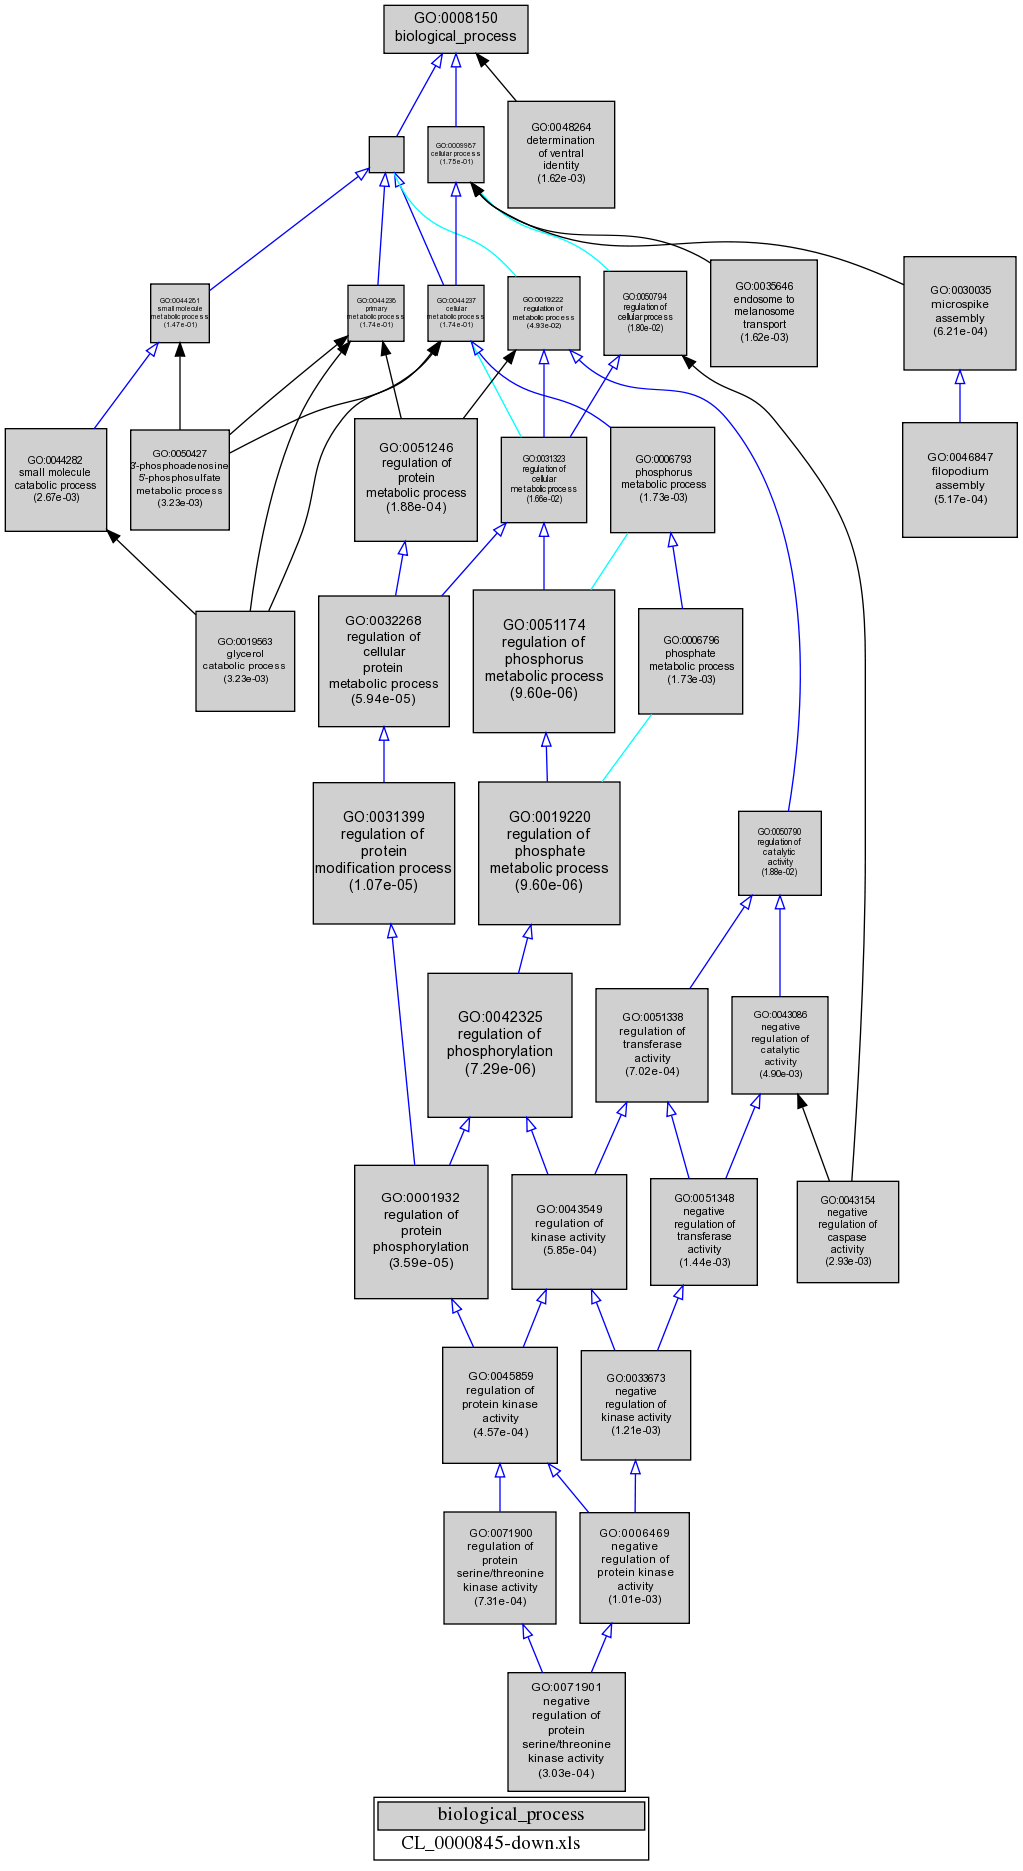 GO:0008150
biological_process
GO:0048264
determination
of ventral
identity
(1.62e-03)
GO:0009987
cellular process
(1.75e-01)
GO:0044281
small molecule
metabolic process
(1.47e-01)
GO:0044238
primary
metabolic process
(1.74e-01)
GO:0044237
cellular
metabolic process
(1.74e-01)
GO:0019222
regulation of
metabolic process
(4.93e-02)
GO:0050794
regulation of
cellular process
(1.80e-02)
GO:0035646
endosome to
melanosome
transport
(1.62e-03)
GO:0030035
microspike
assembly
(6.21e-04)
GO:0044282
small molecule
catabolic process
(2.67e-03)
GO:0050427
3'-phosphoadenosine
5'-phosphosulfate
metabolic process
(3.23e-03)
GO:0051246
regulation of
protein
metabolic process
(1.88e-04)
GO:0031323
regulation of
cellular
metabolic process
(1.66e-02)
GO:0006793
phosphorus
metabolic process
(1.73e-03)
GO:0046847
filopodium
assembly
(5.17e-04)
GO:0019563
glycerol
catabolic process
(3.23e-03)
GO:0032268
regulation of
cellular
protein
metabolic process
(5.94e-05)
GO:0051174
regulation of
phosphorus
metabolic process
(9.60e-06)
GO:0006796
phosphate
metabolic process
(1.73e-03)
GO:0031399
regulation of
protein
modification process
(1.07e-05)
GO:0019220
regulation of
phosphate
metabolic process
(9.60e-06)
GO:0050790
regulation of
catalytic
activity
(1.88e-02)
GO:0042325
regulation of
phosphorylation
(7.29e-06)
GO:0051338
regulation of
transferase
activity
(7.02e-04)
GO:0043086
negative
regulation of
catalytic
activity
(4.90e-03)
GO:0001932
regulation of
protein
phosphorylation
(3.59e-05)
GO:0043549
regulation of
kinase activity
(5.85e-04)
GO:0051348
negative
regulation of
transferase
activity
(1.44e-03)
GO:0043154
negative
regulation of
caspase
activity
(2.93e-03)
GO:0045859
regulation of
protein kinase
activity
(4.57e-04)
GO:0033673
negative
regulation of
kinase activity
(1.21e-03)
GO:0071900
regulation of
protein
serine/threonine
kinase activity
(7.31e-04)
GO:0006469
negative
regulation of
protein kinase
activity
(1.01e-03)
GO:0071901
negative
regulation of
protein
serine/threonine
kinase activity
(3.03e-04)
biological_process
CL_0000845-down.xls